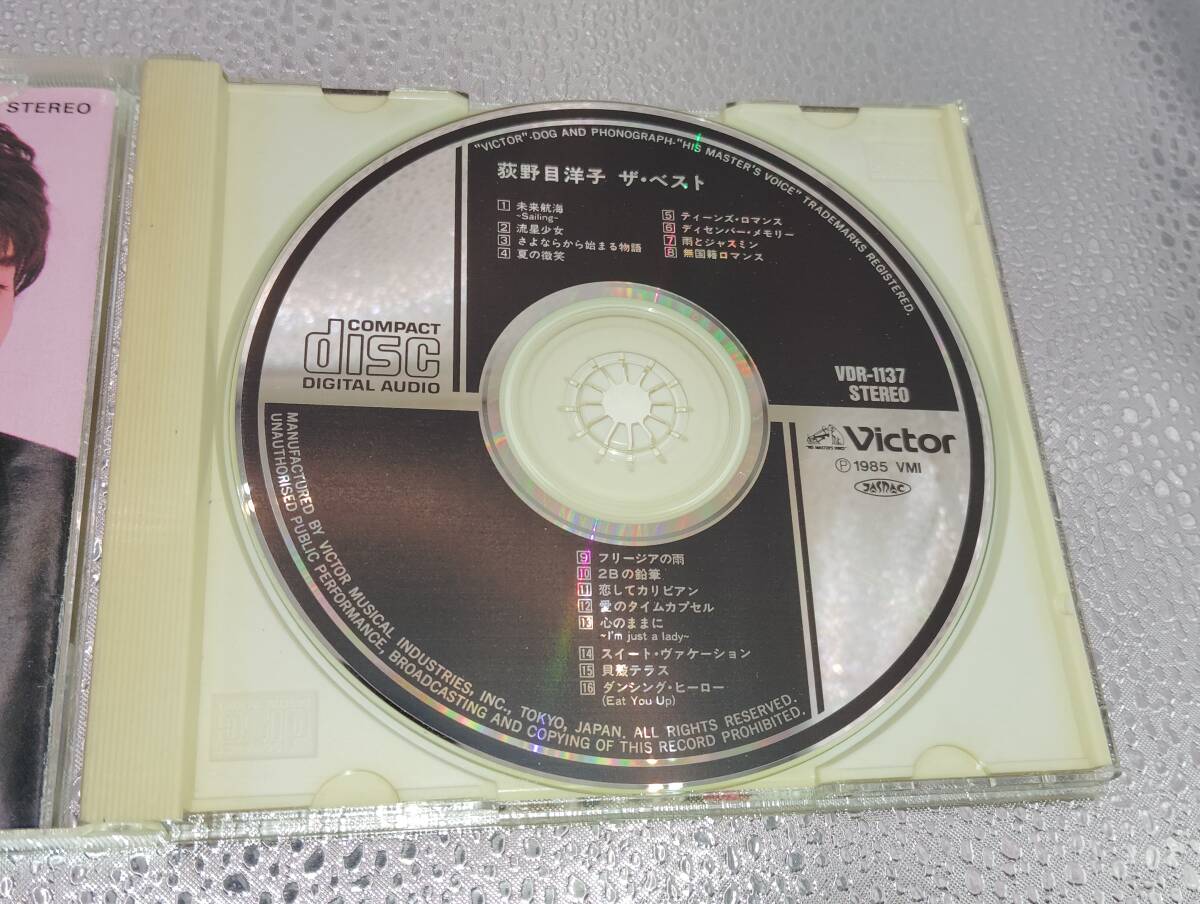 STEREO
"VICTOR"-DOG AND PHONOGRAPH-"HIS MASTER'S VOICE" TRADEMARKS REGISTERED.
荻野目洋子 ザ・ベスト
1 未来航海
~Sailing~
2 流星少女
3 さよならから始まる物語
4 夏の微笑
5 ティーンズ・ロマンス
6 ディセンバー・メモリー
7 雨とジャスミン
8 無国籍ロマンス
COMPACT
disc
DIGITAL AUDIO
VDR-1137
STEREO
"HIS MASTER'S VOICE"
Victor
Ⓟ 1985 VMI
JASRAC
9 フリージアの雨
10 2Bの鉛筆
11 恋してカリビアン
12 愛のタイムカプセル
13 心のままに
~I'm just a lady~
14 スイート・ヴァケーション
15 貝殻テラス
16 ダンシング・ヒーロー
(Eat You Up)
MANUFACTURED BY VICTOR MUSICAL INDUSTRIES, INC., TOKYO, JAPAN. ALL RIGHTS RESERVED.
UNAUTHORISED PUBLIC PERFORMANCE, BROADCASTING AND COPYING OF THIS RECORD PROHIBITED.